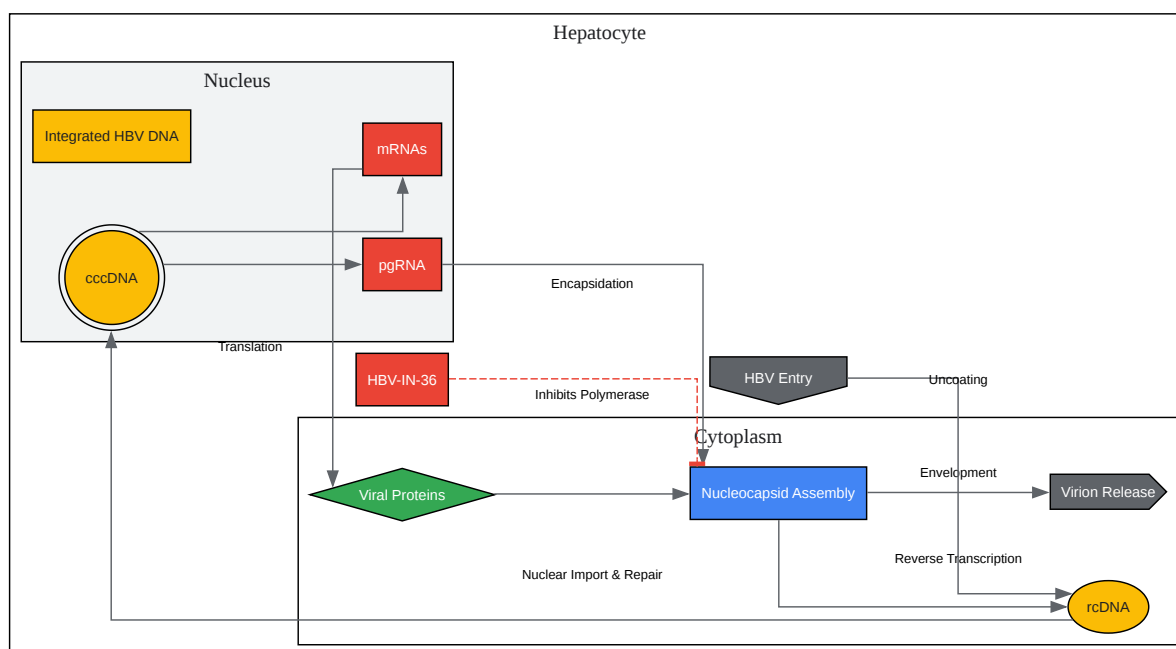 Hepatocyte
Nucleus
Integrated HBV DNA
mRNAs
cccDNA
pgRNA
Encapsidation
Translation
HBV-IN-36
Inhibits Polymerase
HBV Entry
Uncoating
Cytoplasm
Viral Proteins
Nucleocapsid Assembly
Envelopment
Virion Release
Reverse Transcription
Nuclear Import & Repair
rcDNA